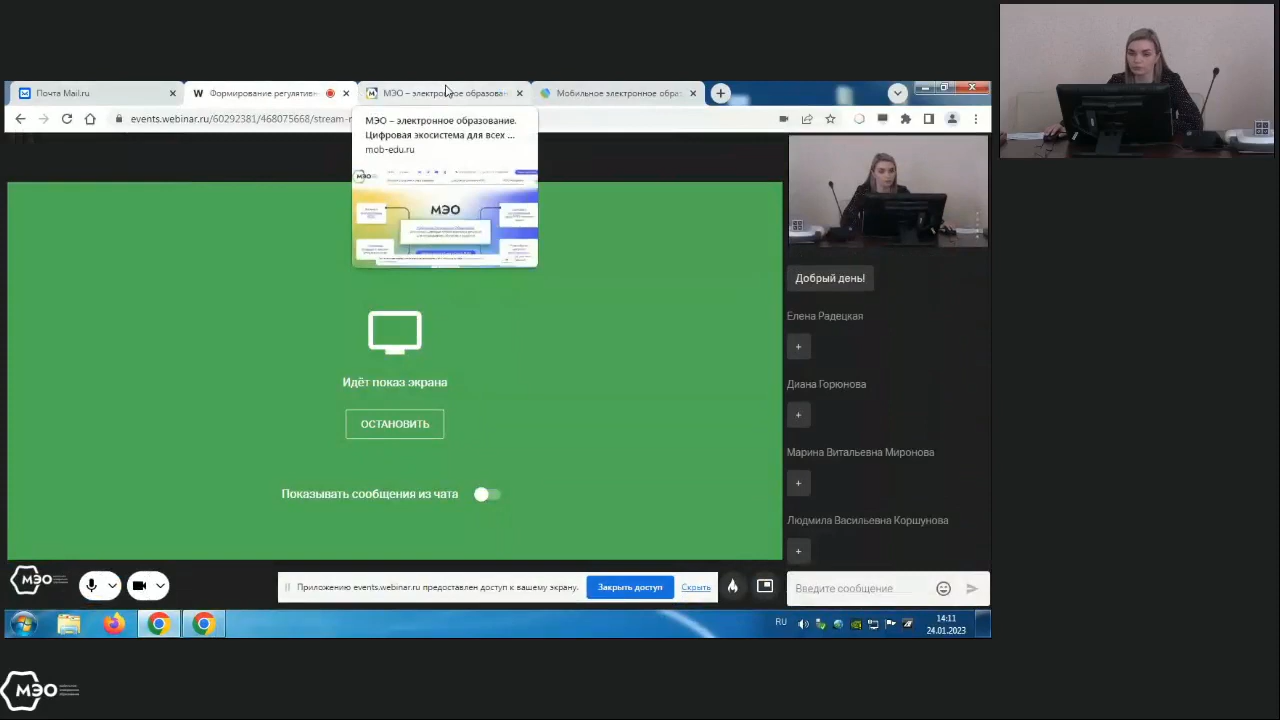 Почта Mail.ru
Формирование регулятивн
МЭО – электронное образован
Мобильное электронное обра
events.webinar.ru/60292381/468075668/stream-n
МЭО – электронное образование.
Цифровая экосистема для всех ...
mob-edu.ru
МЭО
МЭО
Добрый день!
Елена Радецкая
+
Идёт показ экрана
Диана Горюнова
+
ОСТАНОВИТЬ
Марина Витальевна Миронова
+
Показывать сообщения из чата
Людмила Васильевна Коршунова
+
МЭО
Приложению events.webinar.ru предоставлен доступ к вашему экрану.
Закрыть доступ
Скрыть
Введите сообщение
RU
14:11
24.01.2023
МЭО